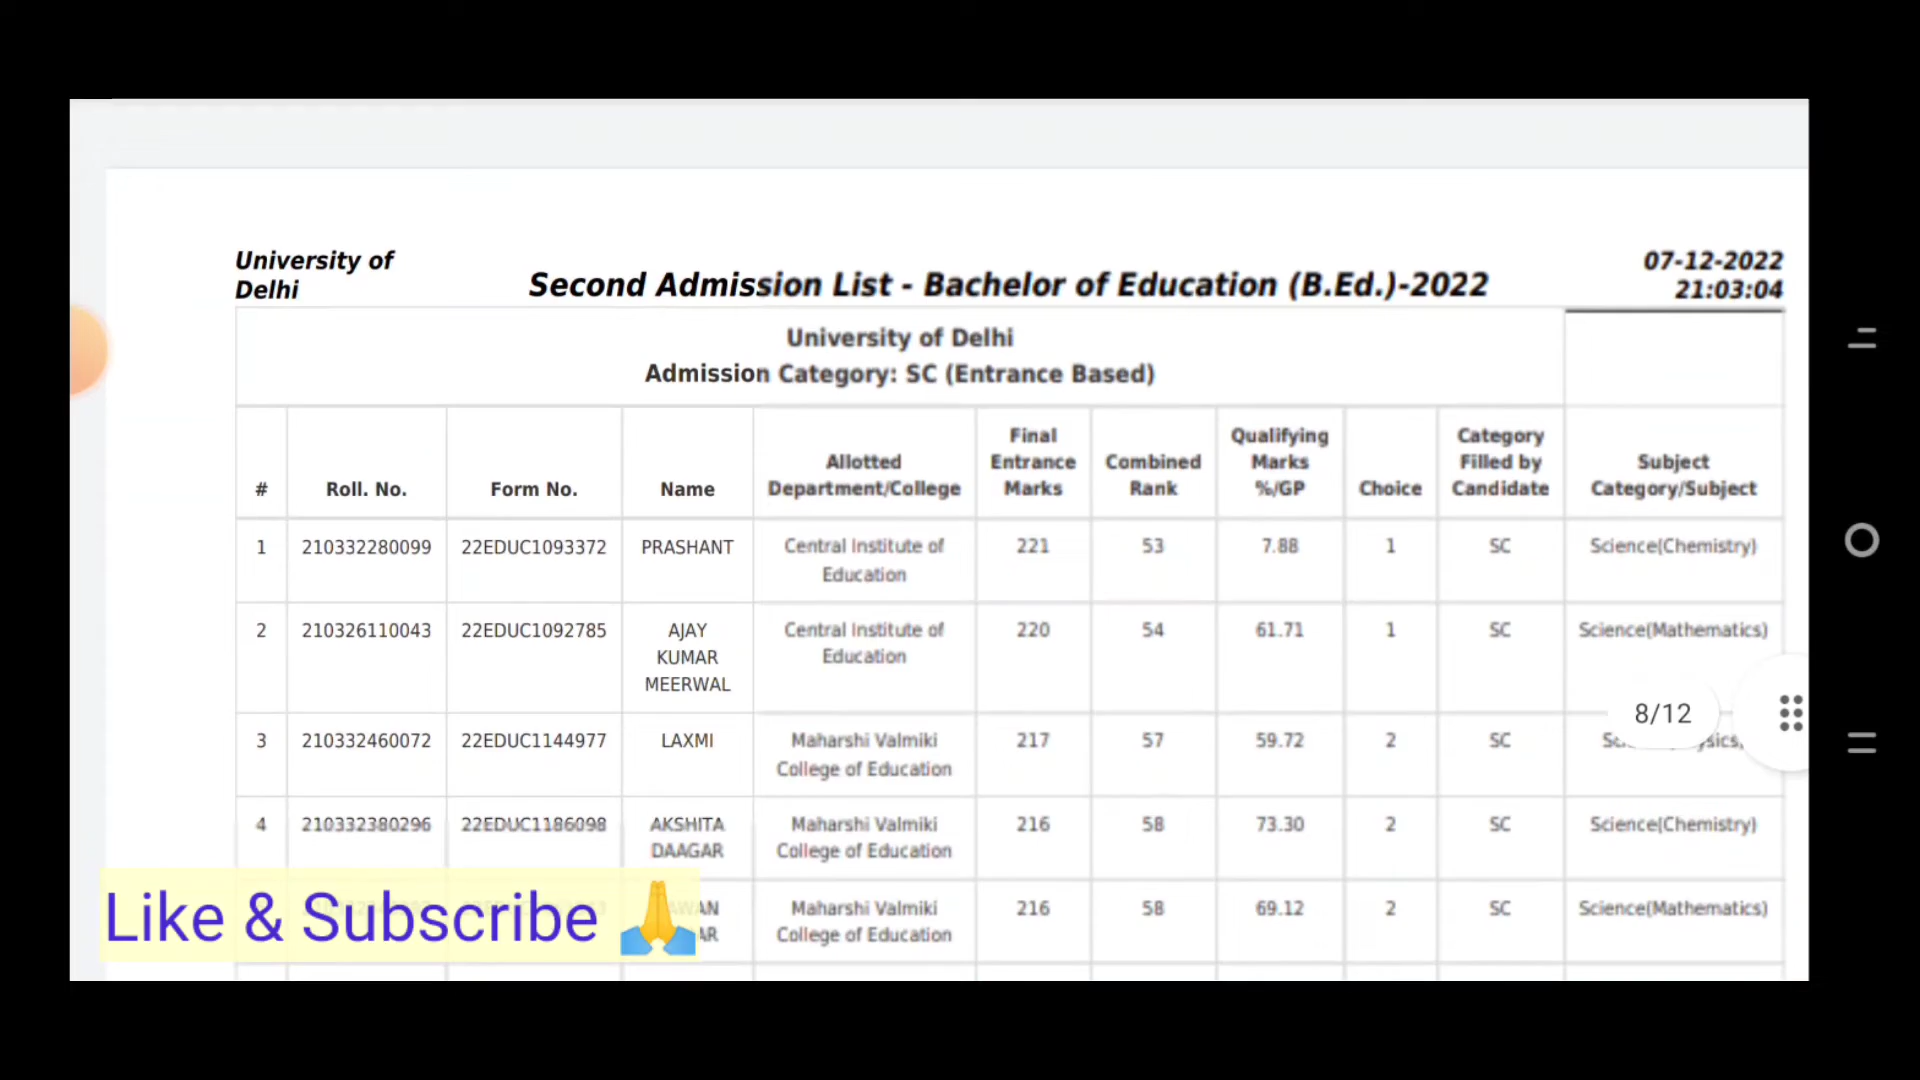 University of
Delhi
Second Admission List - Bachelor of Education (B.Ed.)-2022
07-12-2022
21:03:04
University of Delhi
Admission Category: SC (Entrance Based)
# Roll. No. Form No. Name Allotted Department/College Final Entrance Marks Combined Rank Qualifying Marks %/GP Choice Category Filled by Candidate Subject Category/Subject
1 210332280099 22EDUC1093372 PRASHANT Central Institute of Education 221 53 7.88 1 SC Science(Chemistry)
2 210326110043 22EDUC1092785 AJAY KUMAR MEERWAL Central Institute of Education 220 54 61.71 1 SC Science(Mathematics)
8/12
3 210332460072 22EDUC1144977 LAXMI Maharshi Valmiki College of Education 217 57 59.72 2 SC
4 210332380296 22EDUC1186098 AKSHITA DAAGAR Maharshi Valmiki College of Education 216 58 73.30 2 SC Science(Chemistry)
Maharshi Valmiki College of Education 216 58 69.12 2 SC Science(Mathematics)
Like & Subscribe 🙏